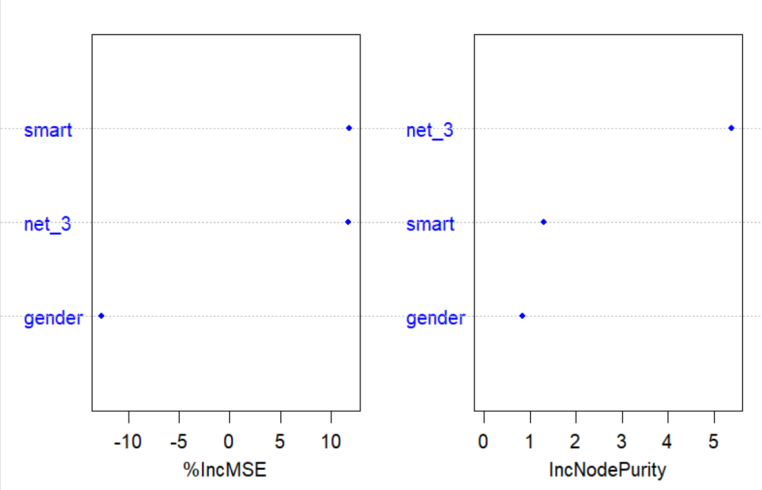 smart
net_3
gender
-10 -5 0 5 10
%IncMSE
net_3
smart
gender
0 1 2 3 4 5
IncNodePurity